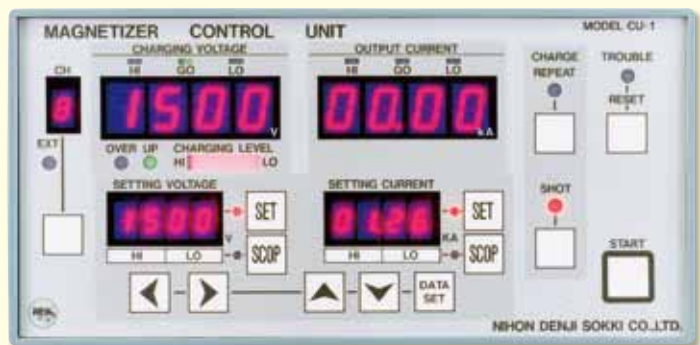 MAGNETIZER CONTROL UNIT
MODEL CU-1
CHARGING VOLTAGE
OUTPUT CURRENT
CH
HI GO LO
HI GO LO
CHARGE
REPEAT
TROUBLE
8
1500 V
00.00 kA
RESET
EXT
OVER UP
CHARGING LEVEL
HI LO
SETTING VOLTAGE
SETTING CURRENT
SHOT
1500 V
SET
01.26 KA
SET
HI LO
SCOP
HI LO
SCOP
START
DATA
SET
NIHON DENJI SOKKI CO.,LTD.